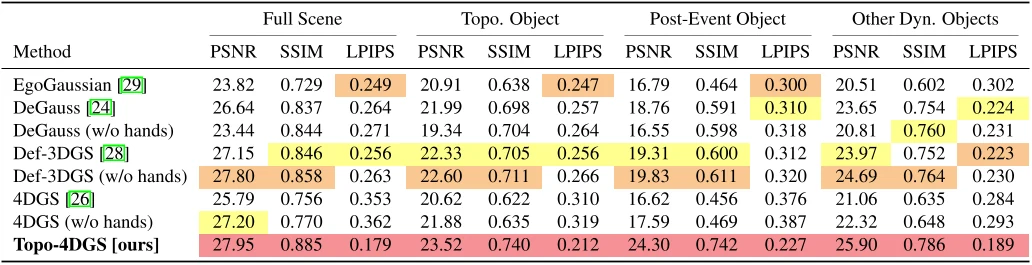 Full Scene Topo. Object Post-Event Object Other Dyn. Objects
Method PSNR SSIM LPIPS PSNR SSIM LPIPS PSNR SSIM LPIPS PSNR SSIM LPIPS
EgoGaussian [29] 23.82 0.729 0.249 20.91 0.638 0.247 16.79 0.464 0.300 20.51 0.602 0.302
DeGauss [24] 26.64 0.837 0.264 21.99 0.698 0.257 18.76 0.591 0.310 23.65 0.754 0.224
DeGauss (w/o hands) 23.44 0.844 0.271 19.34 0.704 0.264 16.55 0.598 0.318 20.81 0.760 0.231
Def-3DGS [28] 27.15 0.846 0.256 22.33 0.705 0.256 19.31 0.600 0.312 23.97 0.752 0.223
Def-3DGS (w/o hands) 27.80 0.858 0.263 22.60 0.711 0.266 19.83 0.611 0.320 24.69 0.764 0.230
4DGS [26] 25.79 0.756 0.353 20.62 0.622 0.310 16.62 0.456 0.376 21.06 0.635 0.284
4DGS (w/o hands) 27.20 0.770 0.362 21.88 0.635 0.319 17.59 0.469 0.387 22.32 0.648 0.293
Topo-4DGS [ours] 27.95 0.885 0.179 23.52 0.740 0.212 24.30 0.742 0.227 25.90 0.786 0.189